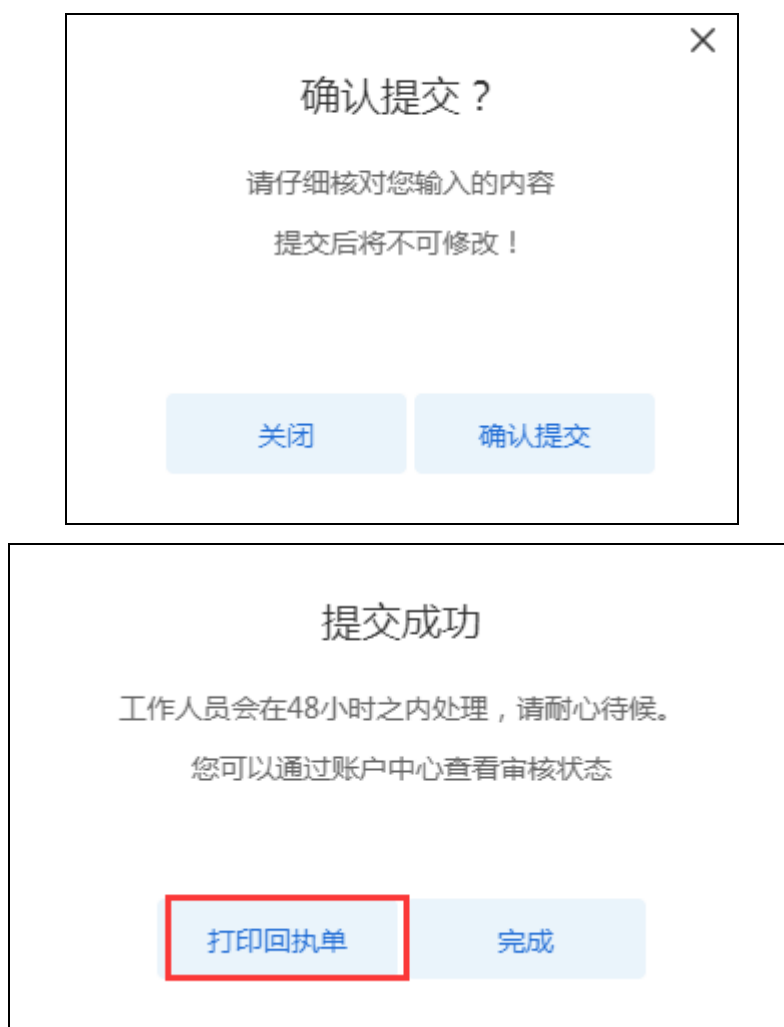 确认提交？
请仔细核对您输入的内容
提交后将不可修改！
关闭
确认提交
提交成功
工作人员会在48小时之内处理，请耐心待候。
您可以通过账户中心查看审核状态
打印回执单
完成